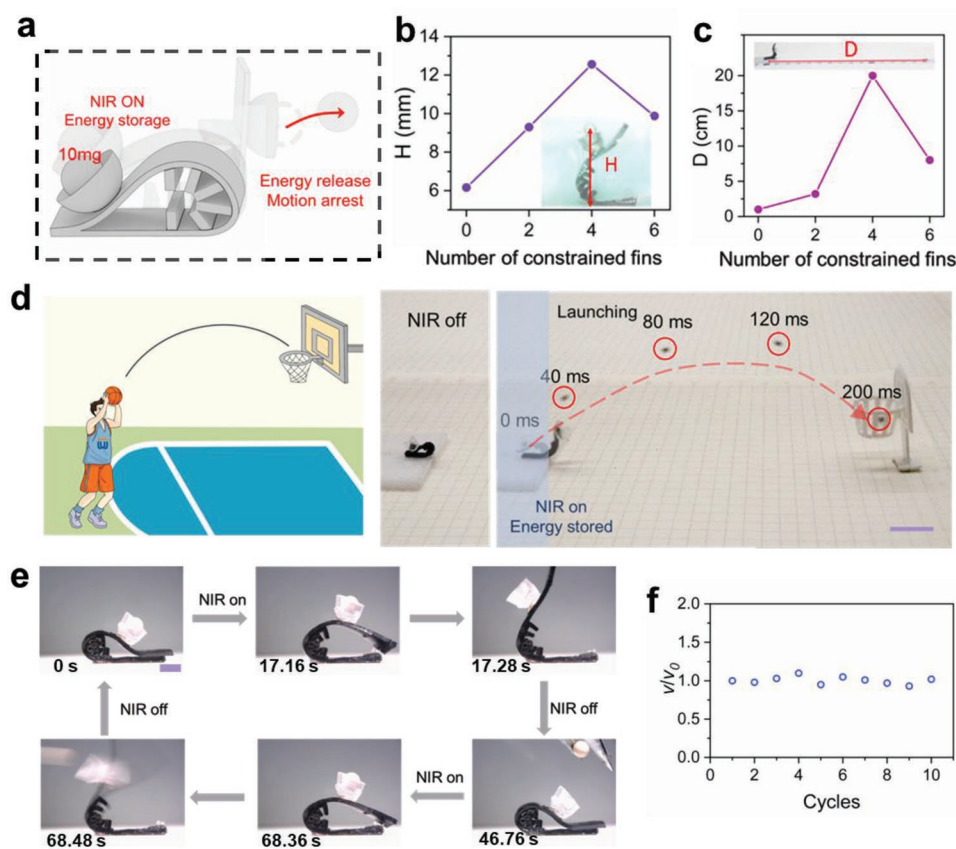 a
NIR ON
Energy storage
10mg
Energy release
Motion arrest
b
H (mm)
14
12
10
8
6
H
0 2 4 6
Number of constrained fins
c
D (cm)
20
15
10
5
0
D
0 2 4 6
Number of constrained fins
d
NIR off
Launching
0 ms
40 ms
80 ms
120 ms
200 ms
NIR on
Energy stored
e
0 s
NIR on
17.16 s
17.28 s
NIR off
NIR off
68.48 s
68.36 s
NIR on
46.76 s
f
v/v0
2.0
1.5
1.0
0.5
0.0
0 2 4 6 8 10
Cycles